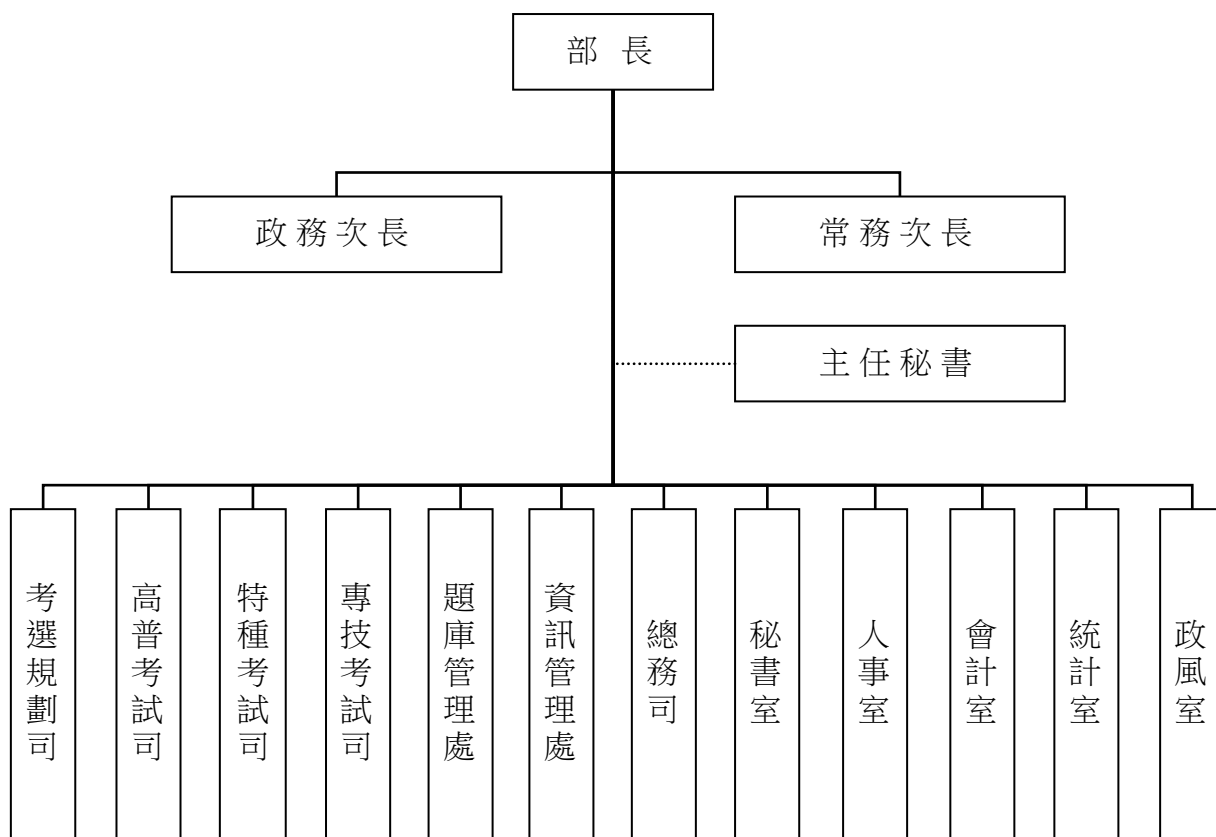 部 長
政務次長
常務次長
主任秘書
考選規劃司
高普考試司
特種考試司
專技考試司
題庫管理處
資訊管理處
總務司
秘書室
人事室
會計室
統計室
政風室